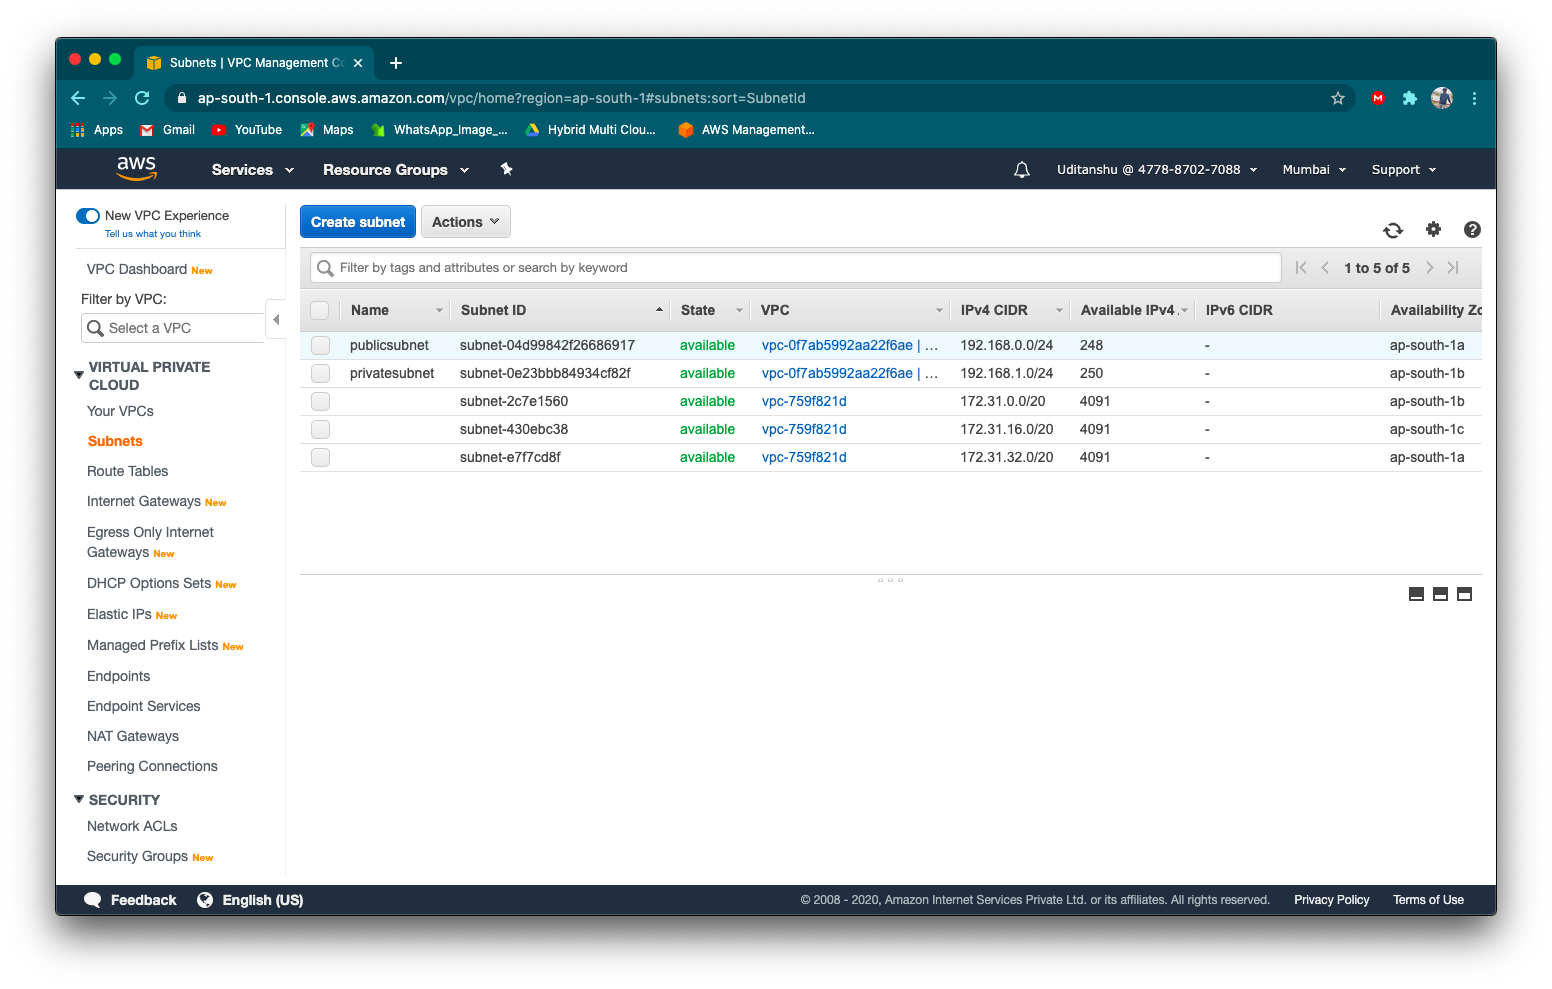 Subnets | VPC Management Co
ap-south-1.console.aws.amazon.com/vpc/home?region=ap-south-1#subnets:sort=SubnetId
Apps Gmail YouTube Maps WhatsApp_Image_... Hybrid Multi Clou... AWS Management...
aws Services Resource Groups Uditanshu @ 4778-8702-7088 Mumbai Support
New VPC Experience
Tell us what you think
VPC Dashboard New
Filter by VPC:
Select a VPC
VIRTUAL PRIVATE
CLOUD
Your VPCs
Subnets
Route Tables
Internet Gateways New
Egress Only Internet
Gateways New
DHCP Options Sets New
Elastic IPs New
Managed Prefix Lists New
Endpoints
Endpoint Services
NAT Gateways
Peering Connections
SECURITY
Network ACLs
Security Groups New
Create subnet Actions
Filter by tags and attributes or search by keyword 1 to 5 of 5
Name Subnet ID State VPC IPv4 CIDR Available IPv4 IPv6 CIDR Availability Zo
publicsubnet subnet-04d99842f26686917 available vpc-0f7ab5992aa22f6ae | ... 192.168.0.0/24 248 - ap-south-1a
privatesubnet subnet-0e23bbb84934cf82f available vpc-0f7ab5992aa22f6ae | ... 192.168.1.0/24 250 - ap-south-1b
subnet-2c7e1560 available vpc-759f821d 172.31.0.0/20 4091 - ap-south-1b
subnet-430ebc38 available vpc-759f821d 172.31.16.0/20 4091 - ap-south-1c
subnet-e7f7cd8f available vpc-759f821d 172.31.32.0/20 4091 - ap-south-1a
Feedback English (US) © 2008 - 2020, Amazon Internet Services Private Ltd. or its affiliates. All rights reserved. Privacy Policy Terms of Use